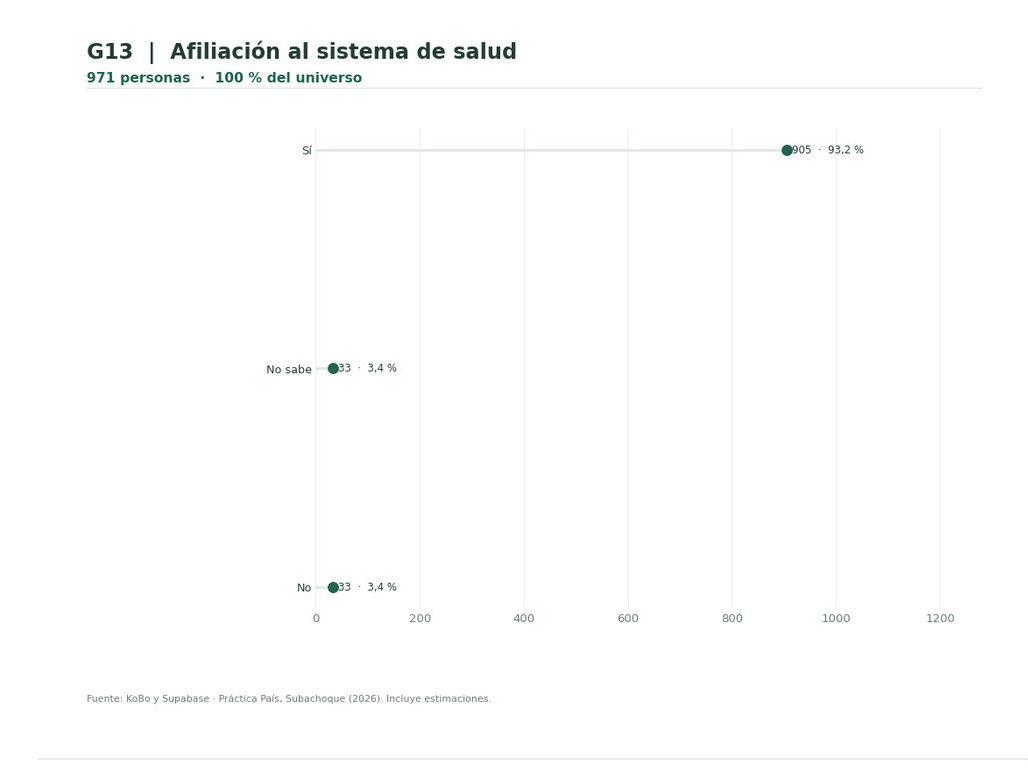 G13 | Afiliación al sistema de salud
971 personas · 100 % del universo
Sí
905 · 93,2 %
No sabe
33 · 3,4 %
No
33 · 3,4 %
0 200 400 600 800 1000 1200
Fuente: KoBo y Supabase · Práctica País, Subachoque (2026). Incluye estimaciones.